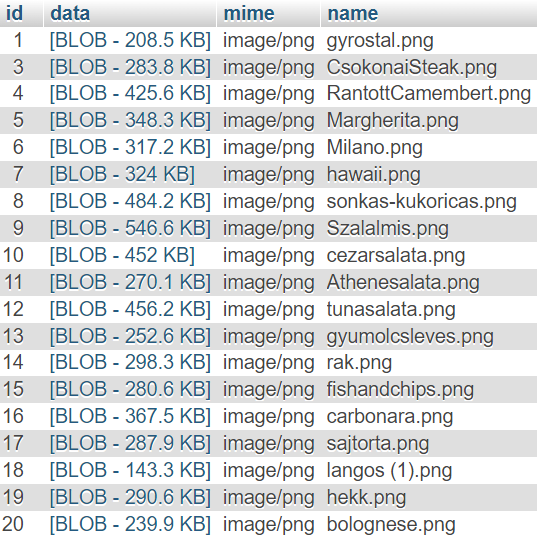 id data mime name
1 [BLOB - 208.5 KB] image/png gyrostal.png
3 [BLOB - 283.8 KB] image/png CsokonaiSteak.png
4 [BLOB - 425.6 KB] image/png RantottCamembert.png
5 [BLOB - 348.3 KB] image/png Margherita.png
6 [BLOB - 317.2 KB] image/png Milano.png
7 [BLOB - 324 KB] image/png hawaii.png
8 [BLOB - 484.2 KB] image/png sonkas-kukoricas.png
9 [BLOB - 546.6 KB] image/png Szalalmis.png
10 [BLOB - 452 KB] image/png cezarsalata.png
11 [BLOB - 270.1 KB] image/png Athenesalata.png
12 [BLOB - 456.2 KB] image/png tunasalata.png
13 [BLOB - 252.6 KB] image/png gyumolcsleves.png
14 [BLOB - 298.3 KB] image/png rak.png
15 [BLOB - 280.6 KB] image/png fishandchips.png
16 [BLOB - 367.5 KB] image/png carbonara.png
17 [BLOB - 287.9 KB] image/png sajtorta.png
18 [BLOB - 143.3 KB] image/png langos (1).png
19 [BLOB - 290.6 KB] image/png hekk.png
20 [BLOB - 239.9 KB] image/png bolognese.png